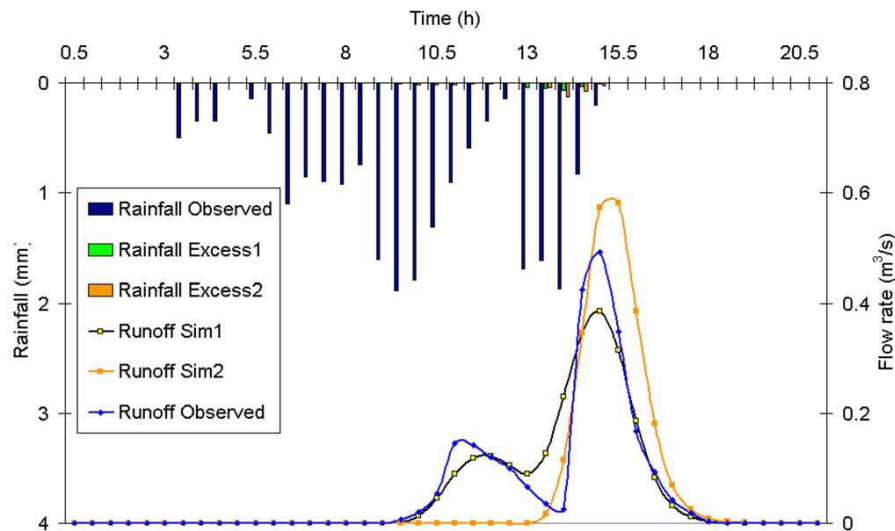 Time (h)
0.5 3 5.5 8 10.5 13 15.5 18 20.5
0 0.8
1 0.6
2 0.4
3 0.2
4 0
Rainfall (mm)
Flow rate (m³/s)
Rainfall Observed
Rainfall Excess1
Rainfall Excess2
Runoff Sim1
Runoff Sim2
Runoff Observed